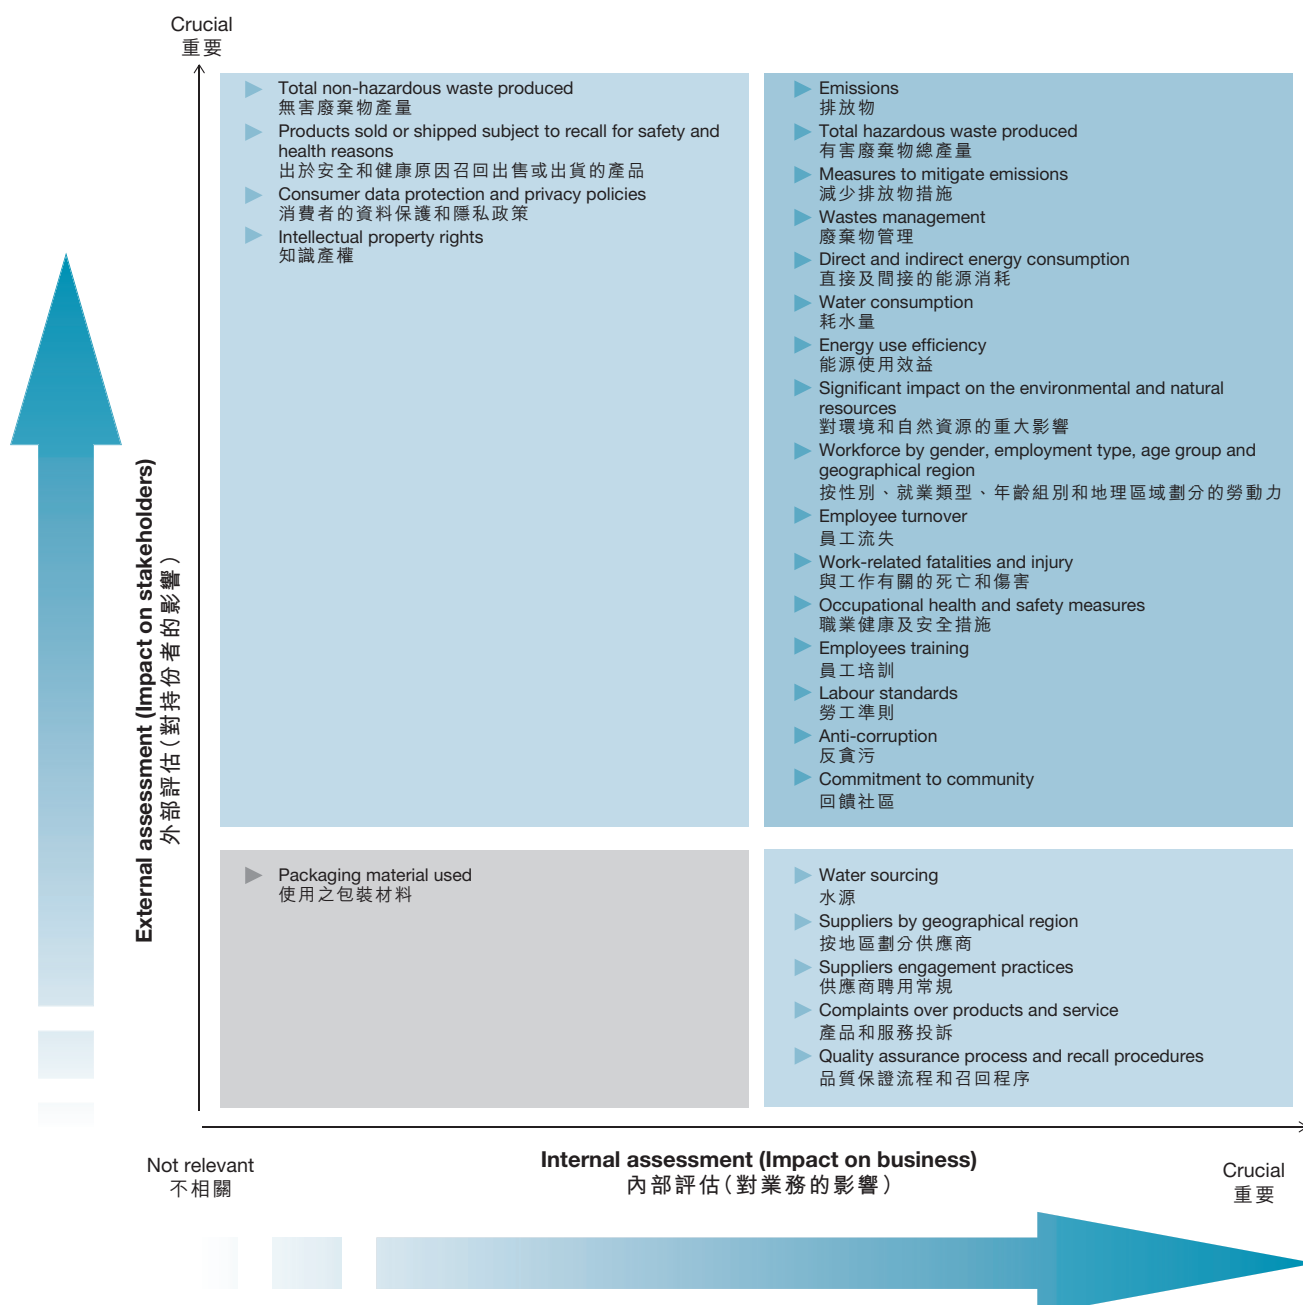 Crucial
重要
Total non-hazardous waste produced
無害廢棄物產量
Products sold or shipped subject to recall for safety and
health reasons
出於安全和健康原因召回出售或出貨的產品
Consumer data protection and privacy policies
消費者的資料保護和隱私政策
Intellectual property rights
知識產權
Emissions
排放物
Total hazardous waste produced
有害廢棄物總產量
Measures to mitigate emissions
減少排放物措施
Wastes management
廢棄物管理
Direct and indirect energy consumption
直接及間接的能源消耗
Water consumption
耗水量
Energy use efficiency
能源使用效益
Significant impact on the environmental and natural
resources
對環境和自然資源的重大影響
Workforce by gender, employment type, age group and
geographical region
按性別、就業類型、年齡組別和地理區域劃分的勞動力
Employee turnover
員工流失
Work-related fatalities and injury
與工作有關的死亡和傷害
Occupational health and safety measures
職業健康及安全措施
Employees training
員工培訓
Labour standards
勞工準則
Anti-corruption
反貪污
Commitment to community
回饋社區
External assessment (Impact on stakeholders)
外部評估（對持份者的影響）
Packaging material used
使用之包裝材料
Water sourcing
水源
Suppliers by geographical region
按地區劃分供應商
Suppliers engagement practices
供應商聘用常規
Complaints over products and service
產品和服務投訴
Quality assurance process and recall procedures
品質保證流程和召回程序
Not relevant
不相關
Internal assessment (Impact on business)
內部評估（對業務的影響）
Crucial
重要